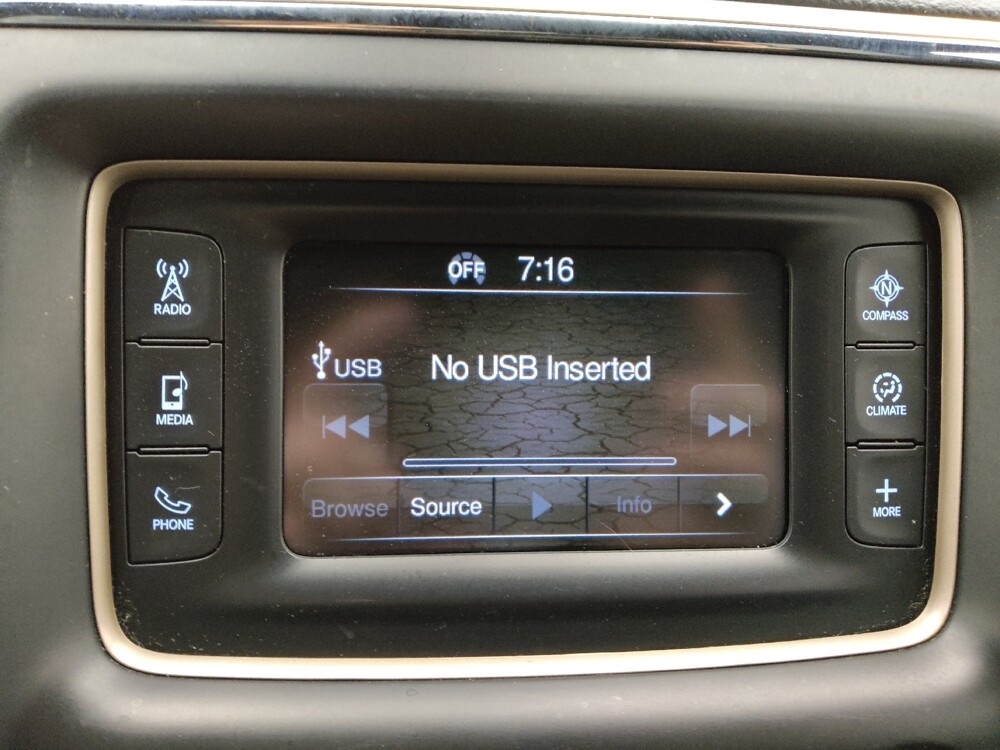 OFF 7:16
RADIO
MEDIA
PHONE
USB No USB Inserted
Browse Source Info
N
COMPASS
CLIMATE
MORE